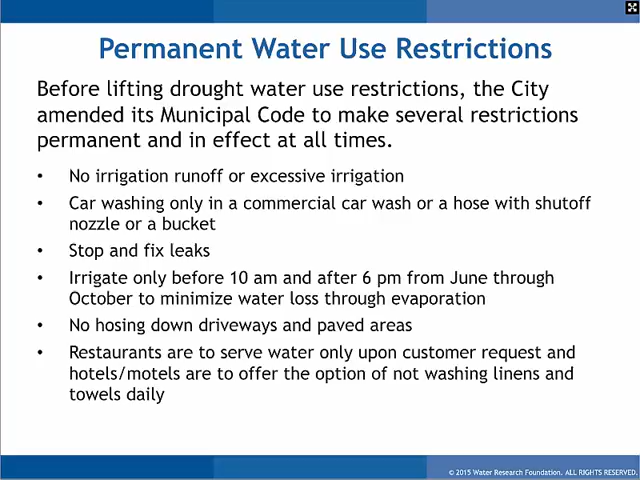 Permanent Water Use Restrictions
Before lifting drought water use restrictions, the City
amended its Municipal Code to make several restrictions
permanent and in effect at all times.
• No irrigation runoff or excessive irrigation
• Car washing only in a commercial car wash or a hose with shutoff
nozzle or a bucket
• Stop and fix leaks
• Irrigate only before 10 am and after 6 pm from June through
October to minimize water loss through evaporation
• No hosing down driveways and paved areas
• Restaurants are to serve water only upon customer request and
hotels/motels are to offer the option of not washing linens and
towels daily
© 2015 Water Research Foundation. ALL RIGHTS RESERVED.